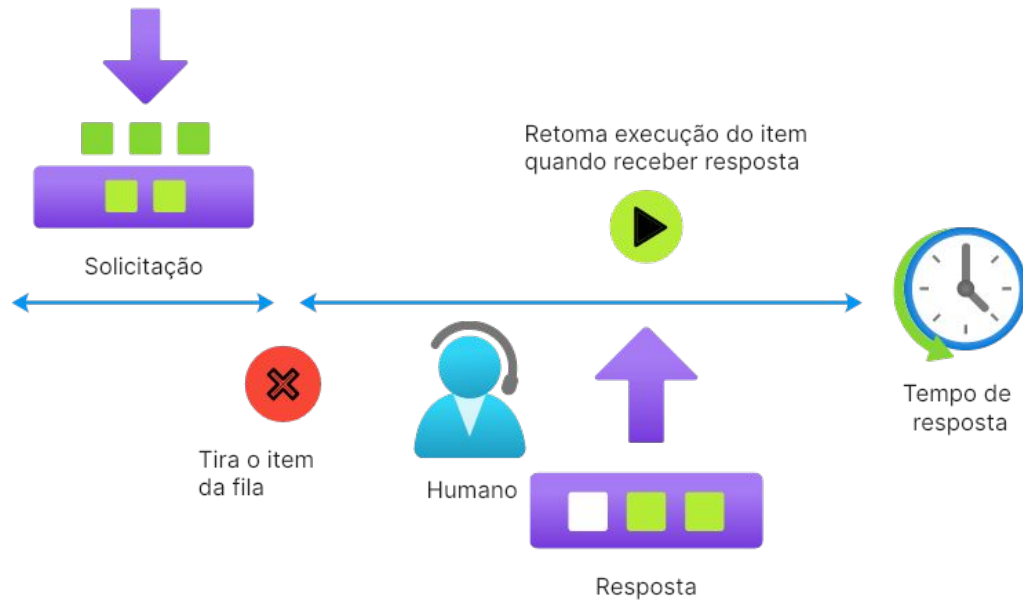 Retoma execução do item
quando receber resposta
Solicitação
Tempo de
resposta
Tira o item
da fila
Humano
Resposta